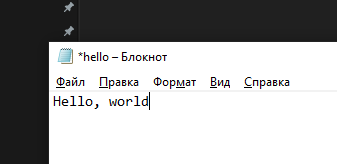 *hello – Блокнот
Файл Правка Формат Вид Справка
Hello, world